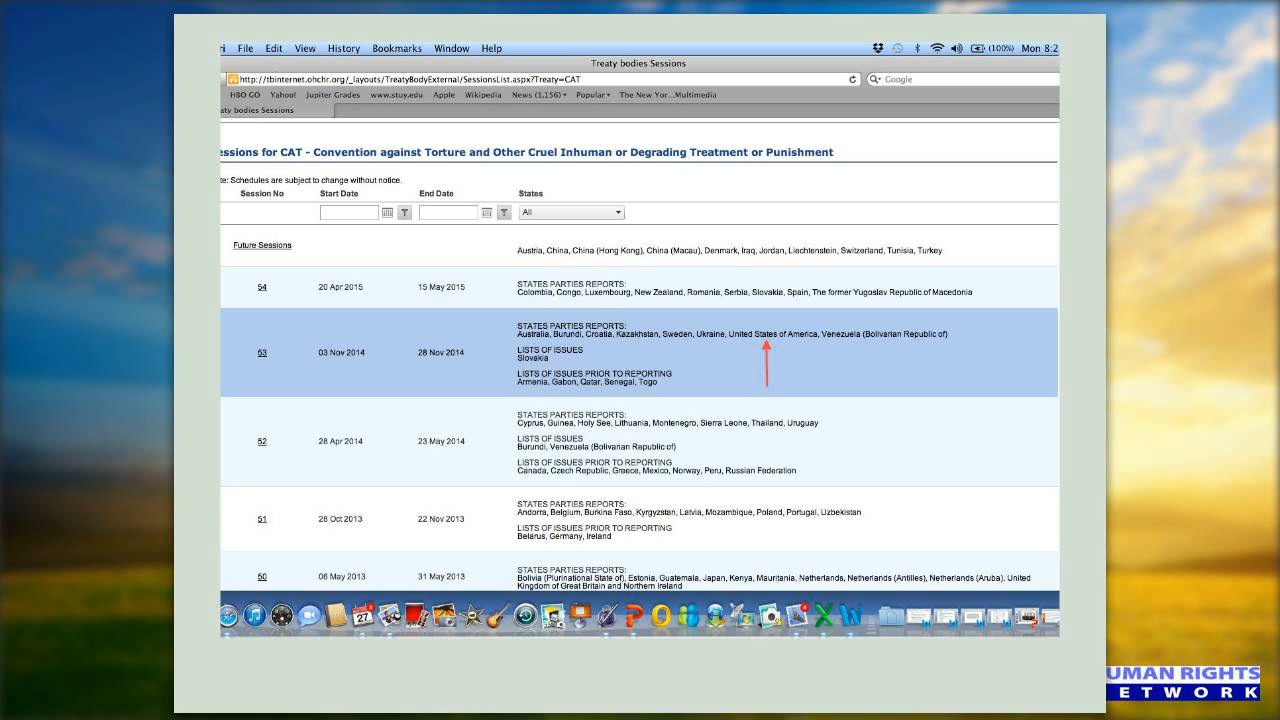 ri File Edit View History Bookmarks Window Help (100%) Mon 8:2
Treaty bodies Sessions
http://tbinternet.ohchr.org/_layouts/TreatyBodyExternal/SessionsList.aspx?Treaty=CAT Google
HBO GO Yahoo! Jupiter Grades www.stuy.edu Apple Wikipedia News (1,156) Popular The New Yor...Multimedia
aty bodies Sessions
essions for CAT - Convention against Torture and Other Cruel Inhuman or Degrading Treatment or Punishment
te: Schedules are subject to change without notice.
Session No Start Date End Date States
All
Future Sessions
Austria, China, China (Hong Kong), China (Macau), Denmark, Iraq, Jordan, Liechtenstein, Switzerland, Tunisia, Turkey
54 20 Apr 2015 15 May 2015
STATES PARTIES REPORTS:
Colombia, Congo, Luxembourg, New Zealand, Romania, Serbia, Slovakia, Spain, The former Yugoslav Republic of Macedonia
53 03 Nov 2014 28 Nov 2014
STATES PARTIES REPORTS:
Australia, Burundi, Croatia, Kazakhstan, Sweden, Ukraine, United States of America, Venezuela (Bolivarian Republic of)
LISTS OF ISSUES
Slovakia
LISTS OF ISSUES PRIOR TO REPORTING
Armenia, Gabon, Qatar, Senegal, Togo
52 28 Apr 2014 23 May 2014
STATES PARTIES REPORTS:
Cyprus, Guinea, Holy See, Lithuania, Montenegro, Sierra Leone, Thailand, Uruguay
LISTS OF ISSUES
Burundi, Venezuela (Bolivarian Republic of)
LISTS OF ISSUES PRIOR TO REPORTING
Canada, Czech Republic, Greece, Mexico, Norway, Peru, Russian Federation
51 28 Oct 2013 22 Nov 2013
STATES PARTIES REPORTS:
Andorra, Belgium, Burkina Faso, Kyrgyzstan, Latvia, Mozambique, Poland, Portugal, Uzbekistan
LISTS OF ISSUES PRIOR TO REPORTING
Belarus, Germany, Ireland
50 06 May 2013 31 May 2013
STATES PARTIES REPORTS:
Bolivia (Plurinational State of), Estonia, Guatemala, Japan, Kenya, Mauritania, Netherlands, Netherlands (Antilles), Netherlands (Aruba), United
Kingdom of Great Britain and Northern Ireland
27
UMAN RIGHTS
ETWORK